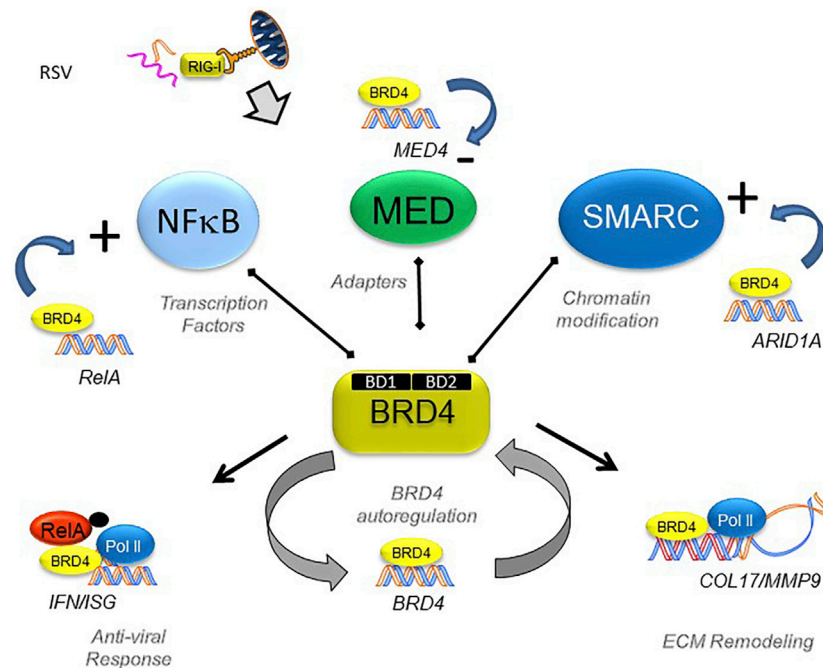 RSV
RIG-I
BRD4
MED4
–
NFκB
MED
SMARC
+
+
BRD4
RelA
Transcription
Factors
Adapters
Chromatin
modification
BRD4
ARID1A
BD1 BD2
BRD4
RelA
BRD4
Pol II
IFN/ISG
Anti-viral
Response
BRD4
autoregulation
BRD4
BRD4
BRD4
Pol II
COL17/MMP9
ECM Remodeling